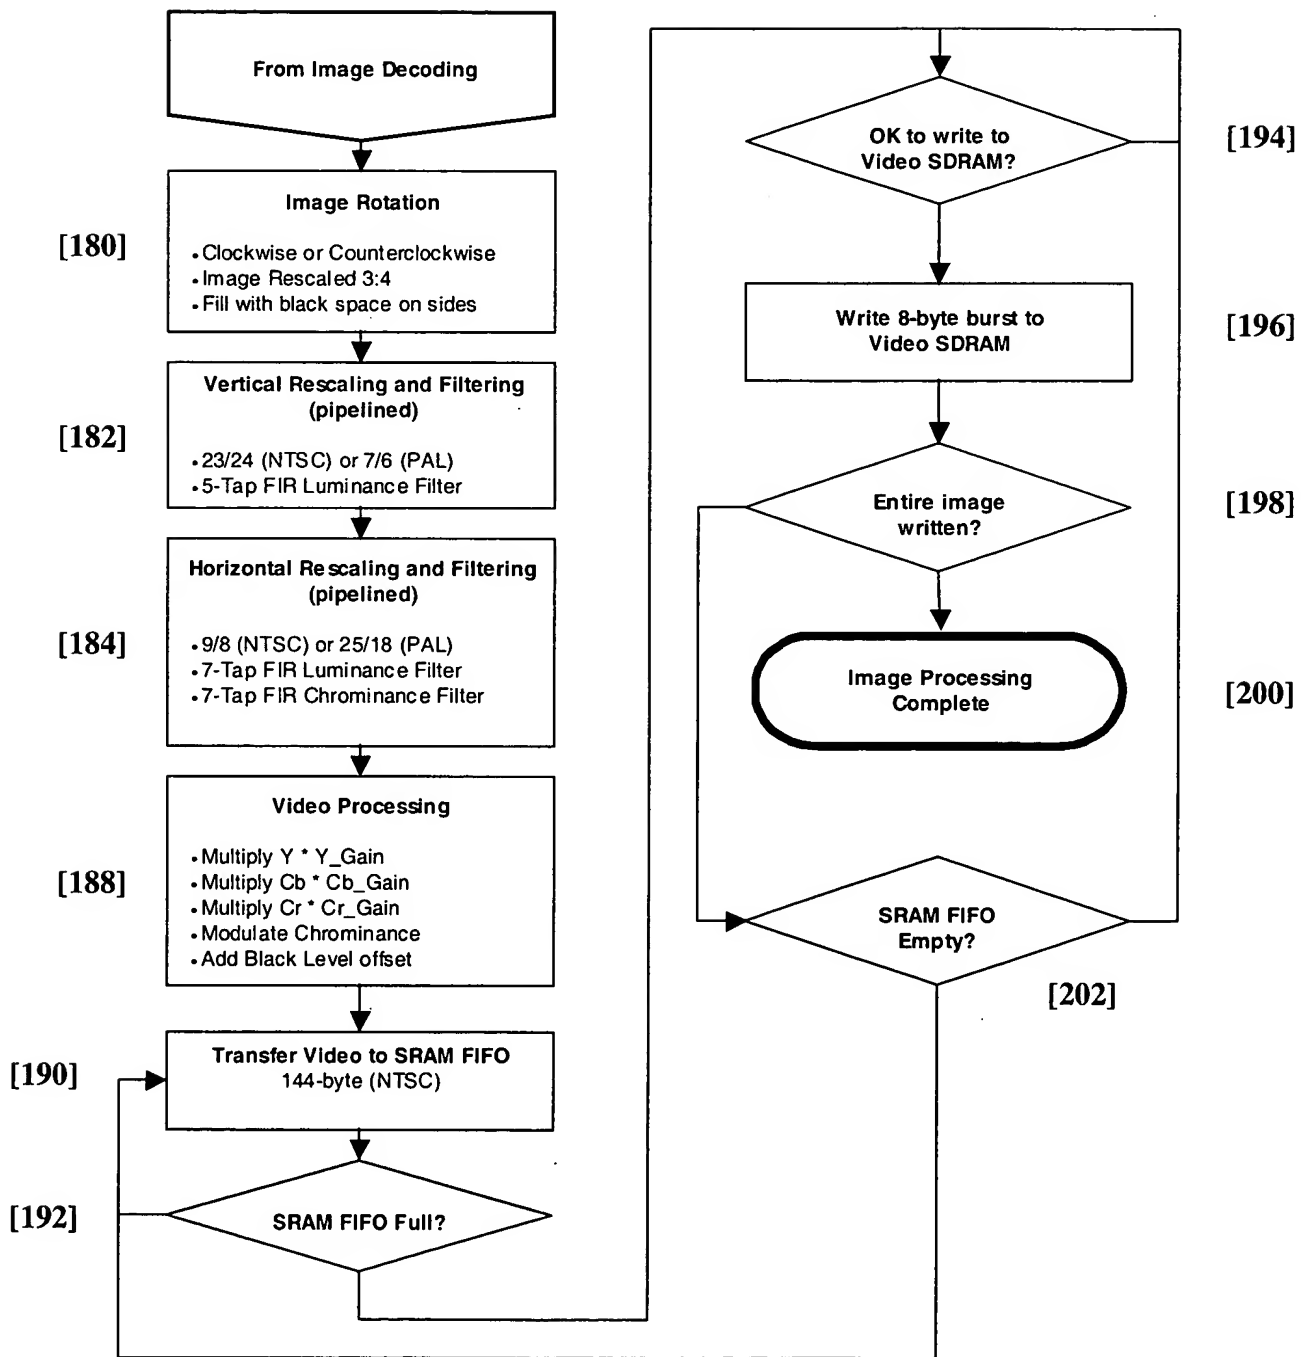 From Image Decoding
[180]
Image Rotation
• Clockwise or Counterclockwise
• Image Rescaled 3:4
• Fill with black space on sides
[182]
Vertical Rescaling and Filtering
(pipelined)
• 23/24 (NTSC) or 7/6 (PAL)
• 5-Tap FIR Luminance Filter
[184]
Horizontal Rescaling and Filtering
(pipelined)
• 9/8 (NTSC) or 25/18 (PAL)
• 7-Tap FIR Luminance Filter
• 7-Tap FIR Chrominance Filter
[188]
Video Processing
• Multiply Y * Y_Gain
• Multiply Cb * Cb_Gain
• Multiply Cr * Cr_Gain
• Modulate Chrominance
• Add Black Level offset
[190]
Transfer Video to SRAM FIFO
144-byte (NTSC)
[192]
SRAM FIFO Full?
OK to write to
Video SDRAM?
[194]
Write 8-byte burst to
Video SDRAM
[196]
Entire image
written?
[198]
Image Processing
Complete
[200]
SRAM FIFO
Empty?
[202]